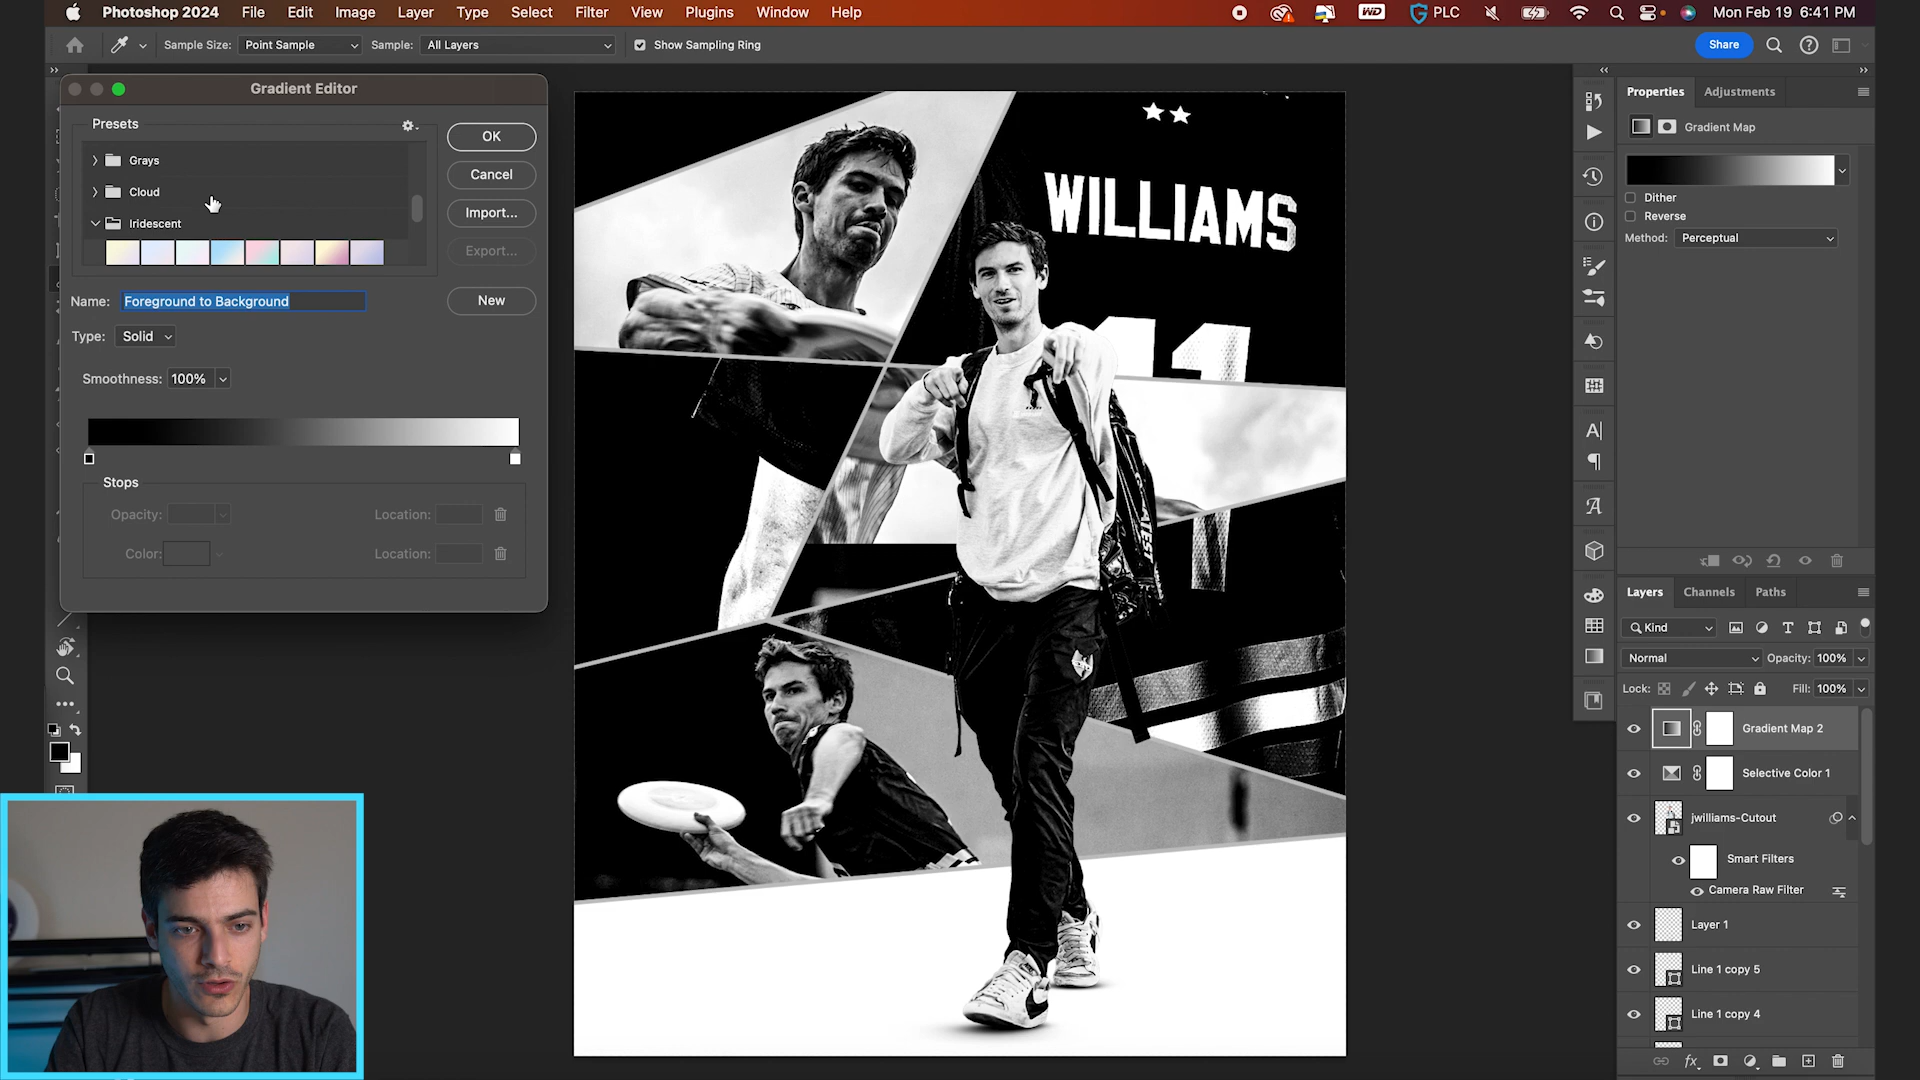 Photoshop 2024 File Edit Image Layer Type Select Filter View Plugins Window Help
WD PLC Mon Feb 19 6:41 PM
Sample Size: Point Sample Sample: All Layers Show Sampling Ring
Share
Gradient Editor
Presets
Grays
Cloud
Iridescent
OK
Cancel
Import...
Export...
New
Name: Foreground to Background
Type: Solid
Smoothness: 100%
Stops
Opacity: Location:
Color: Location:
WILLIAMS
11
Properties Adjustments
Gradient Map
Dither
Reverse
Method: Perceptual
Layers Channels Paths
Kind
Normal Opacity: 100%
Lock: Fill: 100%
Gradient Map 2
Selective Color 1
jwilliams-Cutout
Smart Filters
Camera Raw Filter
Layer 1
Line 1 copy 5
Line 1 copy 4